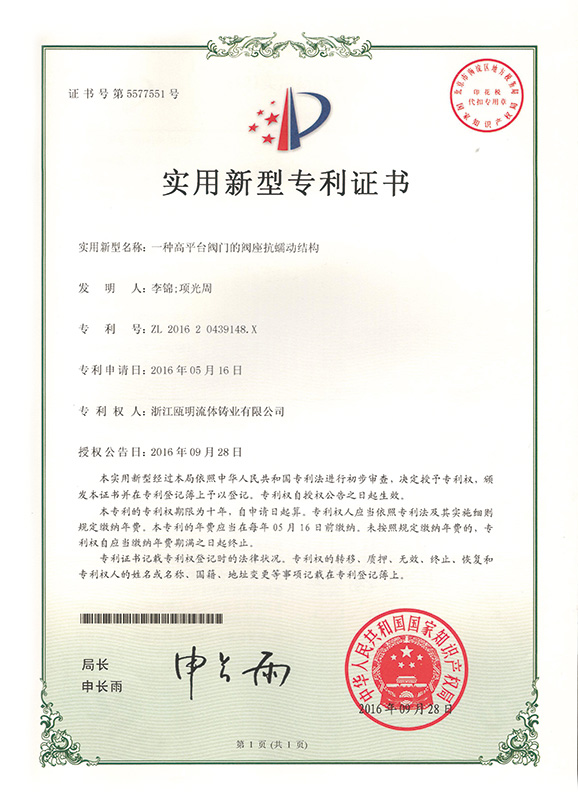 证书号第5577551号
北京市海淀区地方税务局
印花税
代扣专用章
国家知识产权局
实用新型专利证书
实用新型名称：一种高平台阀门的阀座抗蠕动结构
发 明 人：李锦;项光周
专 利 号：ZL 2016 2 0439148.X
专利申请日：2016年05月16日
专 利 权 人：浙江瓯明流体铸业有限公司
授权公告日：2016年09月28日
本实用新型经过本局依照中华人民共和国专利法进行初步审查，决定授予专利权，颁
发本证书并在专利登记簿上予以登记。专利权自授权公告之日起生效。
本专利的专利权期限为十年，自申请日起算。专利权人应当依照专利法及其实施细则
规定缴纳年费。本专利的年费应当在每年05月16日前缴纳。未按照规定缴纳年费的，专
利权自应当缴纳年费期满之日起终止。
专利证书记载专利权登记时的法律状况。专利权的转移、质押、无效、终止、恢复和
专利权人的姓名或名称、国籍、地址变更等事项记载在专利登记簿上。
局长
申长雨
申长雨
中华人民共和国国家知识产权局
2016年09月28日
第 1 页 (共 1 页)